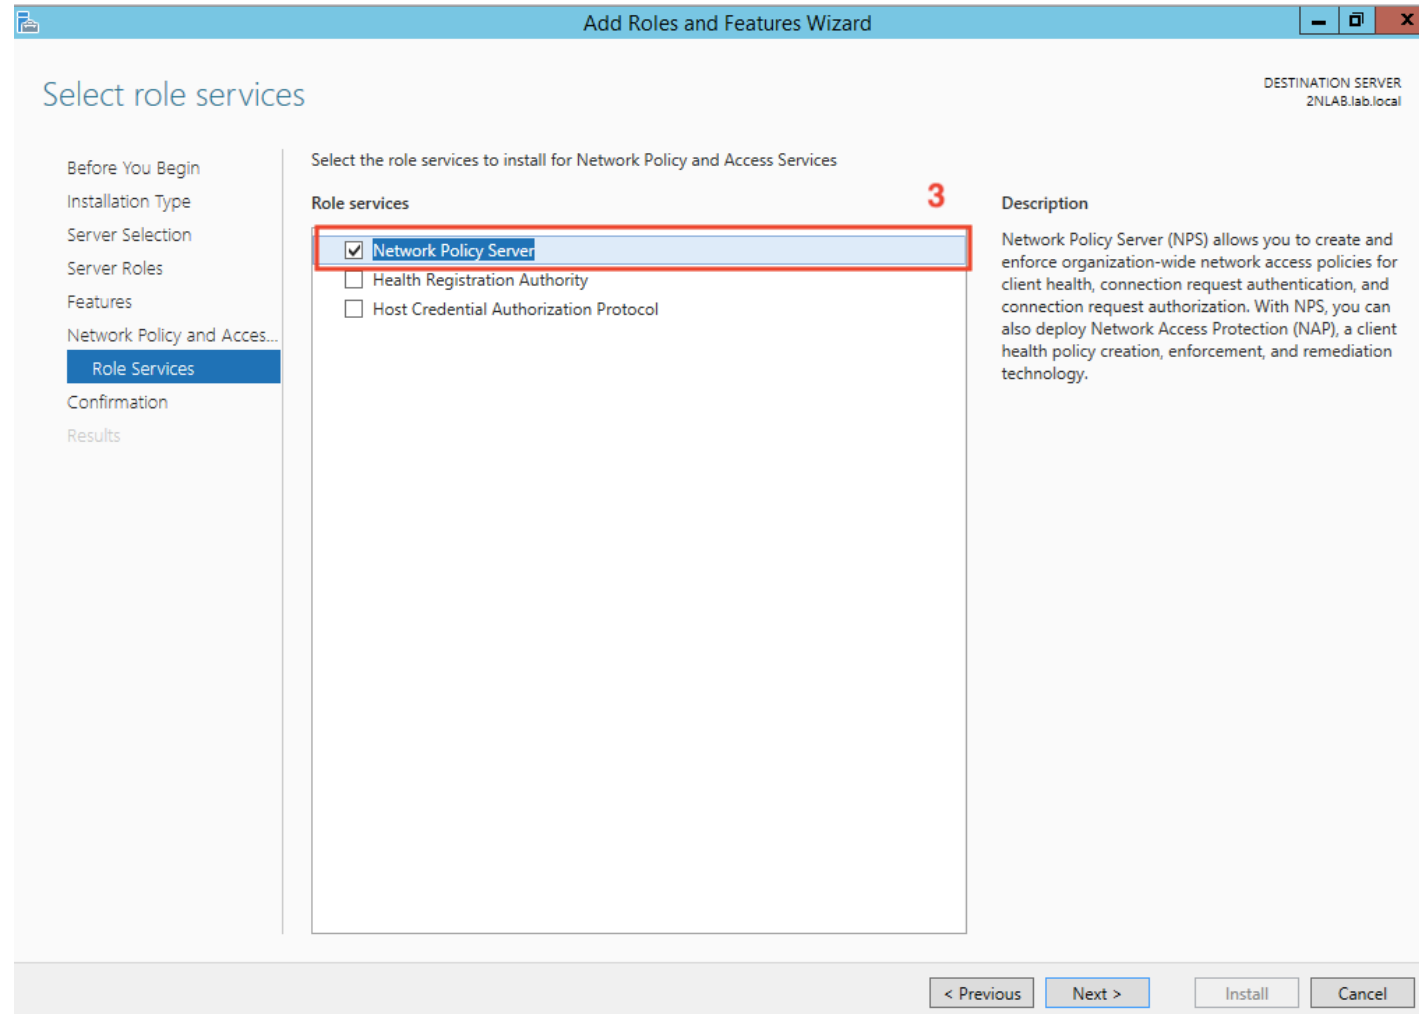 Add Roles and Features Wizard
x
Select role services
DESTINATION SERVER
2NLAB.lab.local
Before You Begin
Installation Type
Server Selection
Server Roles
Features
Network Policy and Acces...
Role Services
Confirmation
Results
Select the role services to install for Network Policy and Access Services
Role services
3
Network Policy Server
Health Registration Authority
Host Credential Authorization Protocol
Description
Network Policy Server (NPS) allows you to create and
enforce organization-wide network access policies for
client health, connection request authentication, and
connection request authorization. With NPS, you can
also deploy Network Access Protection (NAP), a client
health policy creation, enforcement, and remediation
technology.
< Previous
Next >
Install
Cancel